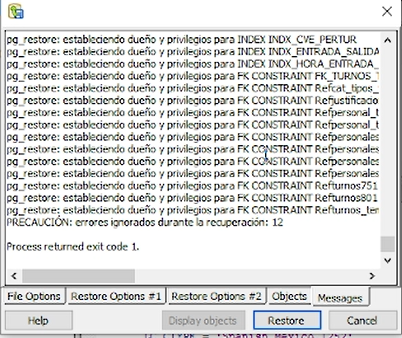 pg_restore: estableciendo dueño y privilegios para INDEX INDX_CVE_PERTUR
pg_restore: estableciendo dueño y privilegios para INDEX INDX_ENTRADA_SALIDA
pg_restore: estableciendo dueño y privilegios para INDEX INDX_HORA_ENTRADA_
pg_restore: estableciendo dueño y privilegios para FK CONSTRAINT FK_TURNOS_
pg_restore: estableciendo dueño y privilegios para FK CONSTRAINT Refcat_tipos_
pg_restore: estableciendo dueño y privilegios para FK CONSTRAINT Refjustificacio
pg_restore: estableciendo dueño y privilegios para FK CONSTRAINT Refpersonal_t
pg_restore: estableciendo dueño y privilegios para FK CONSTRAINT Refpersonal_t
pg_restore: estableciendo dueño y privilegios para FK CONSTRAINT Refpersonales
pg_restore: estableciendo dueño y privilegios para FK CONSTRAINT Refpersonales
pg_restore: estableciendo dueño y privilegios para FK CONSTRAINT Refpersonales
pg_restore: estableciendo dueño y privilegios para FK CONSTRAINT Refpersonales
pg_restore: estableciendo dueño y privilegios para FK CONSTRAINT Refturnos751
pg_restore: estableciendo dueño y privilegios para FK CONSTRAINT Refturnos801
pg_restore: estableciendo dueño y privilegios para FK CONSTRAINT Refturnos_ten
PRECAUCIÓN: errores ignorados durante la recuperación: 12
Process returned exit code 1.
File Options Restore Options #1 Restore Options #2 Objects Messages
Help Display objects Restore Cancel